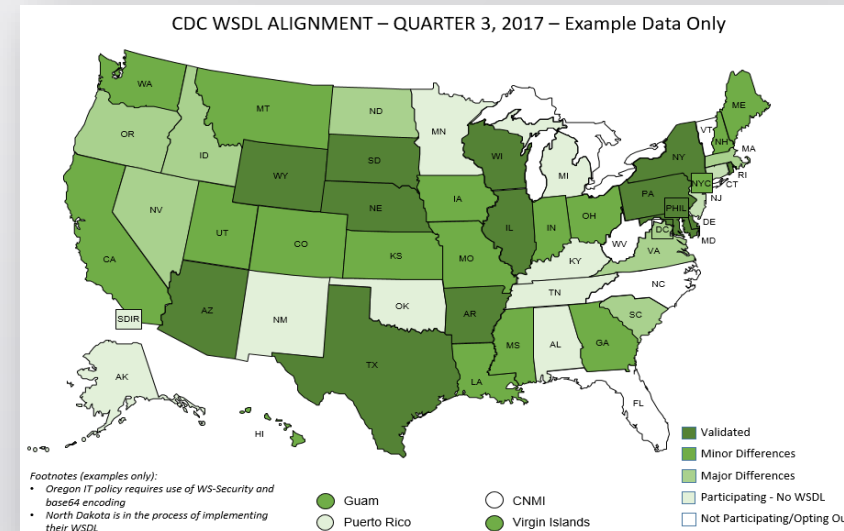 CDC WSDL ALIGNMENT – QUARTER 3, 2017 – Example Data Only
WA
MT
ND
MN
ME
OR
ID
SD
WI
MI
NY
VT
NH
MA
RI
CT
WY
NE
IA
PA
NYC
NJ
PHIL
NV
UT
CO
KS
MO
IL
IN
OH
WV
DC
DE
MD
VA
CA
KY
NC
AZ
NM
OK
AR
TN
SC
SDIR
TX
LA
MS
AL
GA
FL
AK
HI
Validated
Minor Differences
Major Differences
Participating - No WSDL
Not Participating/Opting Ou
Footnotes (examples only):
• Oregon IT policy requires use of WS-Security and
base64 encoding
• North Dakota is in the process of implementing
their WSDL
Guam
CNMI
Puerto Rico
Virgin Islands